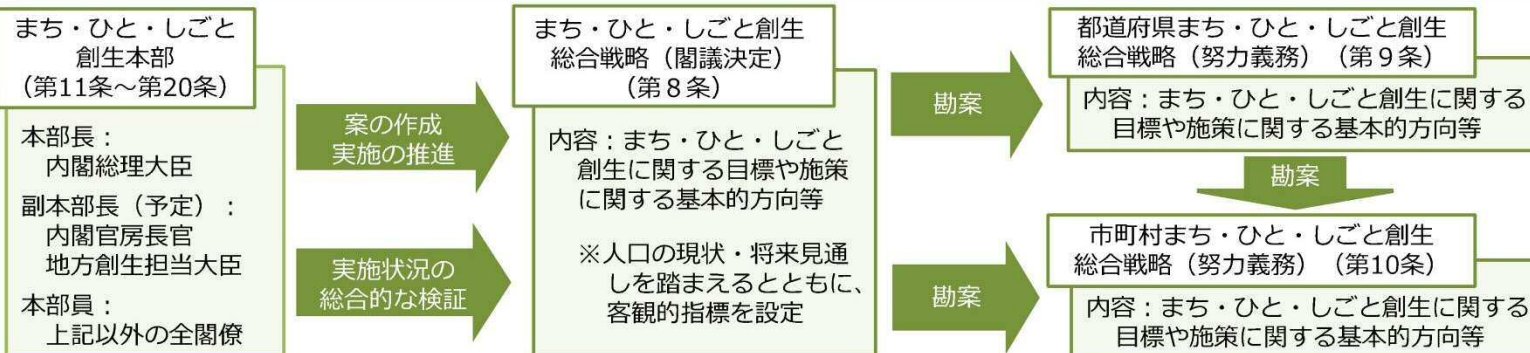 まち・ひと・しごと
創生本部
(第11条~第20条)
本部長:
内閣総理大臣
副本部長(予定):
内閣官房長官
地方創生担当大臣
本部員:
上記以外の全閣僚
案の作成
実施の推進
実施状況の
総合的な検証
まち・ひと・しごと創生
総合戦略(閣議決定)
(第8条)
内容:まち・ひと・しごと
創生に関する目標や施策
に関する基本的方向等
※人口の現状・将来見通
しを踏まえるとともに、
客観的指標を設定
勘案
勘案
都道府県まち・ひと・しごと創生
総合戦略(努力義務)(第9条)
内容:まち・ひと・しごと創生に関する
目標や施策に関する基本的方向等
勘案
市町村まち・ひと・しごと創生
総合戦略(努力義務)(第10条)
内容:まち・ひと・しごと創生に関する
目標や施策に関する基本的方向等